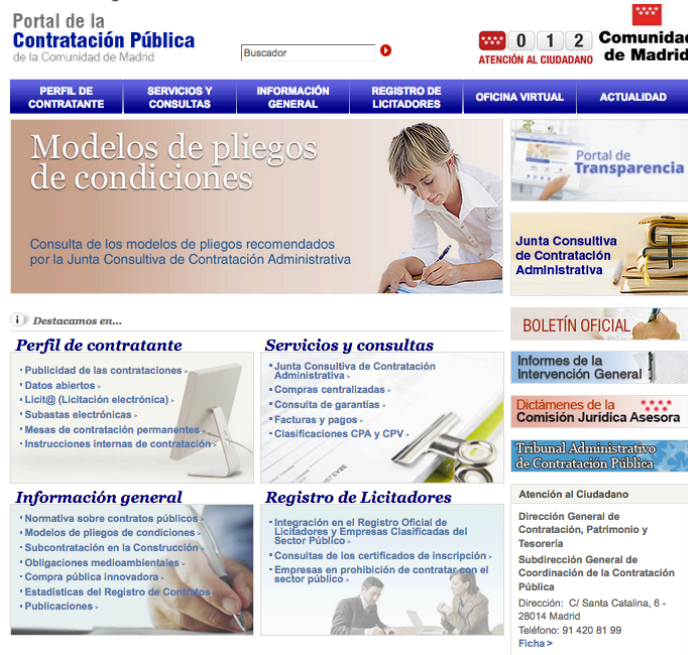 Portal de la
Contratación Pública
de la Comunidad de Madrid
Buscador
0 1 2
ATENCIÓN AL CIUDADANO
Comunidad
de Madrid
PERFIL DE
CONTRATANTE
SERVICIOS Y
CONSULTAS
INFORMACIÓN
GENERAL
REGISTRO DE
LICITADORES
OFICINA VIRTUAL
ACTUALIDAD
Modelos de pliegos
de condiciones
Consulta de los modelos de pliegos recomendados
por la Junta Consultiva de Contratación Administrativa
Portal de
Transparencia
Junta Consultiva
de Contratación
Administrativa
i Destacamos en...
Perfil de contratante
· Publicidad de las contrataciones >
· Datos abiertos >
· Licit@ (Licitación electrónica) >
· Subastas electrónicas >
· Mesas de contratación permanentes >
· Instrucciones internas de contratación >
Servicios y consultas
· Junta Consultiva de Contratación
Administrativa >
· Compras centralizadas >
· Consulta de garantías >
· Facturas y pagos >
· Clasificaciones CPA y CPV >
Información general
· Normativa sobre contratos públicos >
· Modelos de pliegos de condiciones >
· Subcontratación en la Construcción >
· Obligaciones medioambientales >
· Compra pública innovadora >
· Estadísticas del Registro de Contratos >
· Publicaciones >
Registro de Licitadores
· Integración en el Registro Oficial de
Licitadores y Empresas Clasificadas del
Sector Público >
· Consultas de los certificados de inscripción >
· Empresas en prohibición de contratar con el
sector público >
BOLETÍN OFICIAL
Informes de la
Intervención General
Dictámenes de la
Comisión Jurídica Asesora
Tribunal Administrativo
de Contratación Pública
Atención al Ciudadano
Dirección General de
Contratación, Patrimonio y
Tesorería
Subdirección General de
Coordinación de la Contratación
Pública
Dirección: C/ Santa Catalina, 6 -
28014 Madrid
Teléfono: 91 420 81 99
Ficha >